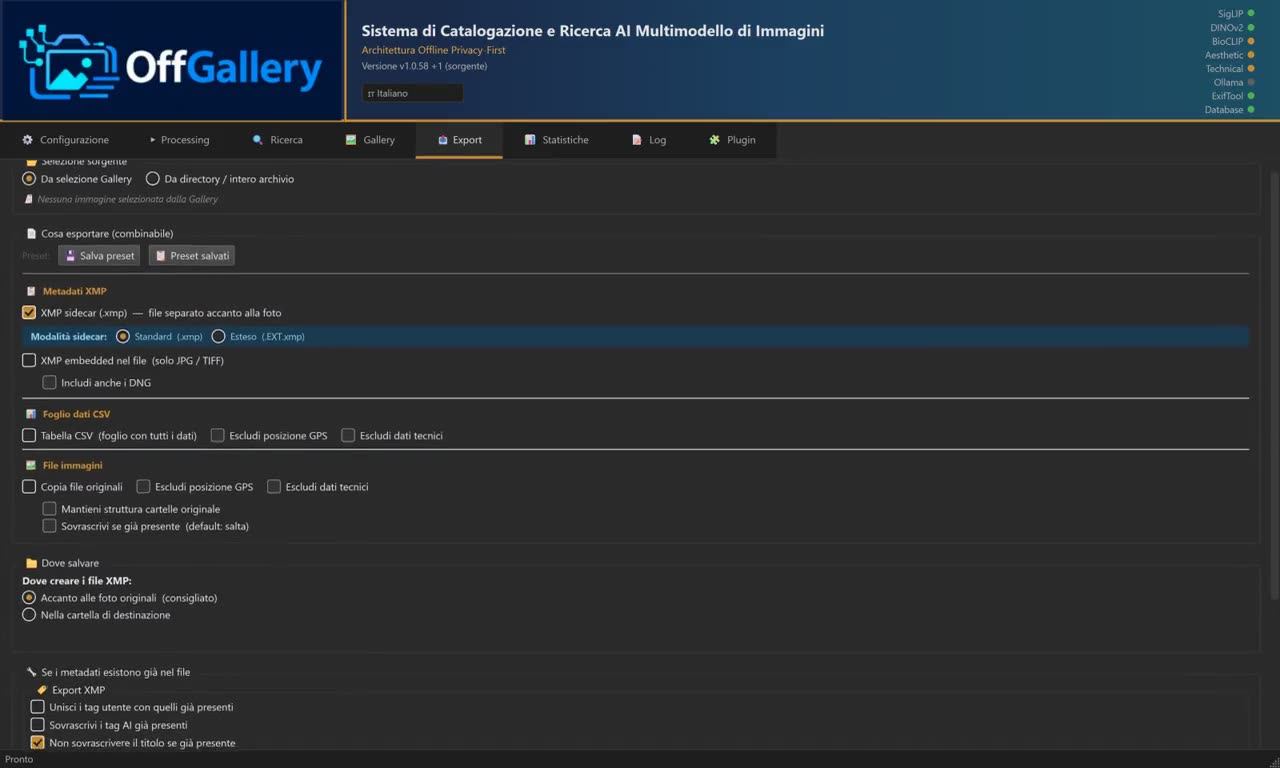 OffGallery
Sistema di Catalogazione e Ricerca AI Multimodello di Immagini
Architettura Offline Privacy-First
Versione v1.0.58 +1 (sorgente)
IT Italiano
SigLIP
DINOv2
BioCLIP
Aesthetic
Technical
Ollama
ExifTool
Database
Configurazione Processing Ricerca Gallery Export Statistiche Log Plugin
Selezione sorgente
Da selezione Gallery Da directory / intero archivio
Nessuna immagine selezionata dalla Gallery
Cosa esportare (combinabile)
Preset: Salva preset Preset salvati
Metadati XMP
XMP sidecar (.xmp) — file separato accanto alla foto
Modalità sidecar: Standard (.xmp) Esteso (.EXT.xmp)
XMP embedded nel file (solo JPG / TIFF)
Includi anche i DNG
Foglio dati CSV
Tabella CSV (foglio con tutti i dati) Escludi posizione GPS Escludi dati tecnici
File immagini
Copia file originali Escludi posizione GPS Escludi dati tecnici
Mantieni struttura cartelle originale
Sovrascrivi se già presente (default: salta)
Dove salvare
Dove creare i file XMP:
Accanto alle foto originali (consigliato)
Nella cartella di destinazione
Se i metadati esistono già nel file
Export XMP
Unisci i tag utente con quelli già presenti
Sovrascrivi i tag AI già presenti
Non sovrascrivere il titolo se già presente
Pronto